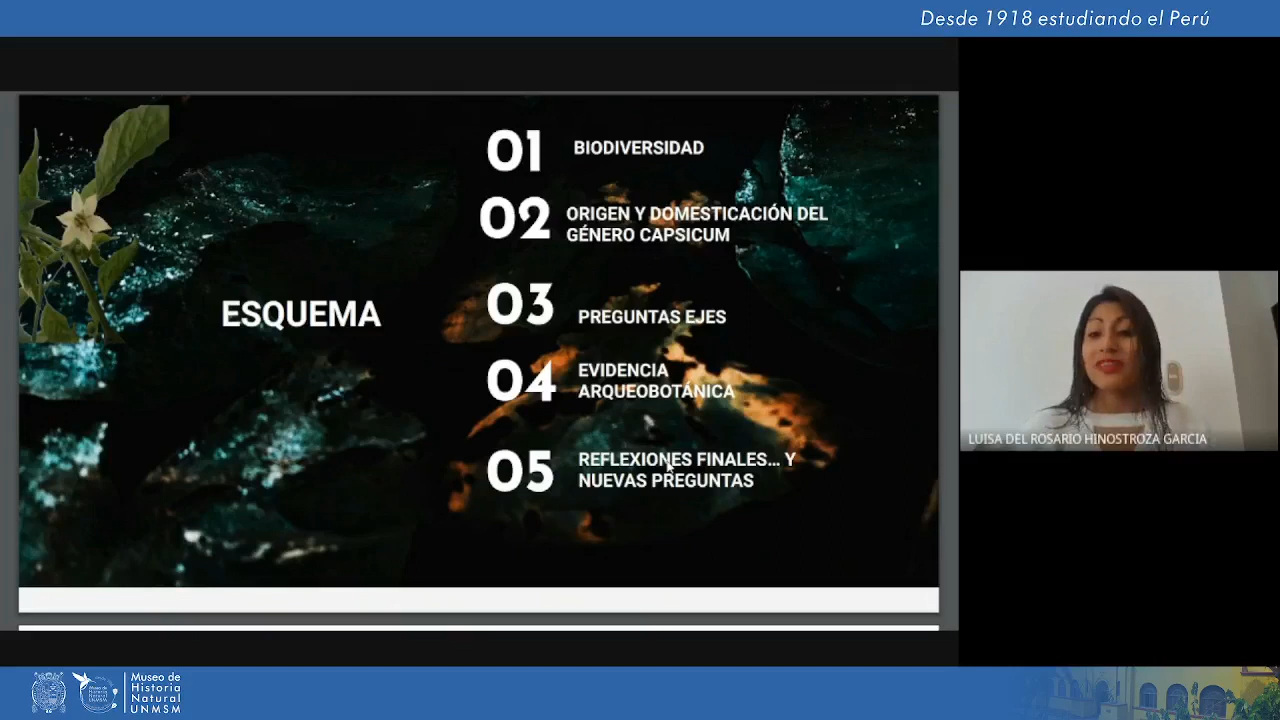 Desde 1918 estudiando el Perú
ESQUEMA
01
BIODIVERSIDAD
02
ORIGEN Y DOMESTICACIÓN DEL
GÉNERO CAPSICUM
03
PREGUNTAS EJES
04
EVIDENCIA
ARQUEOBOTÁNICA
05
REFLEXIONES FINALES... Y
NUEVAS PREGUNTAS
LUISA DEL ROSARIO HINOSTROZA GARCIA
Museo de
Historia
Natural
UNMSM